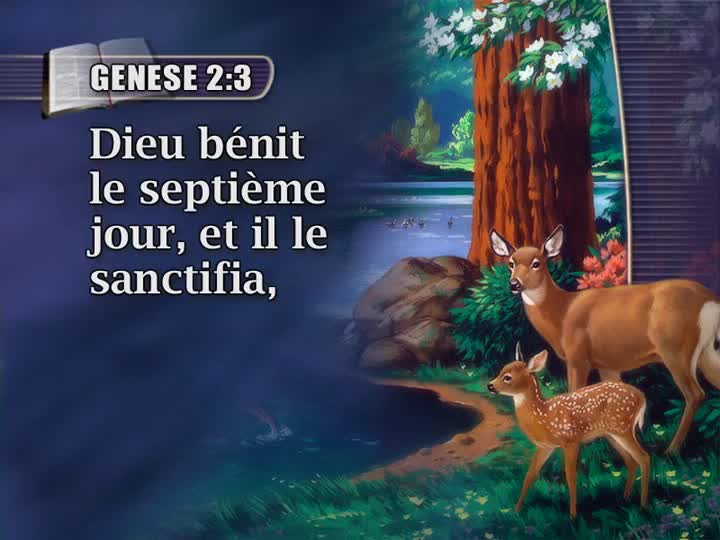 GENESE 2:3
Dieu bénit
le septième
jour, et il le
sanctifia,